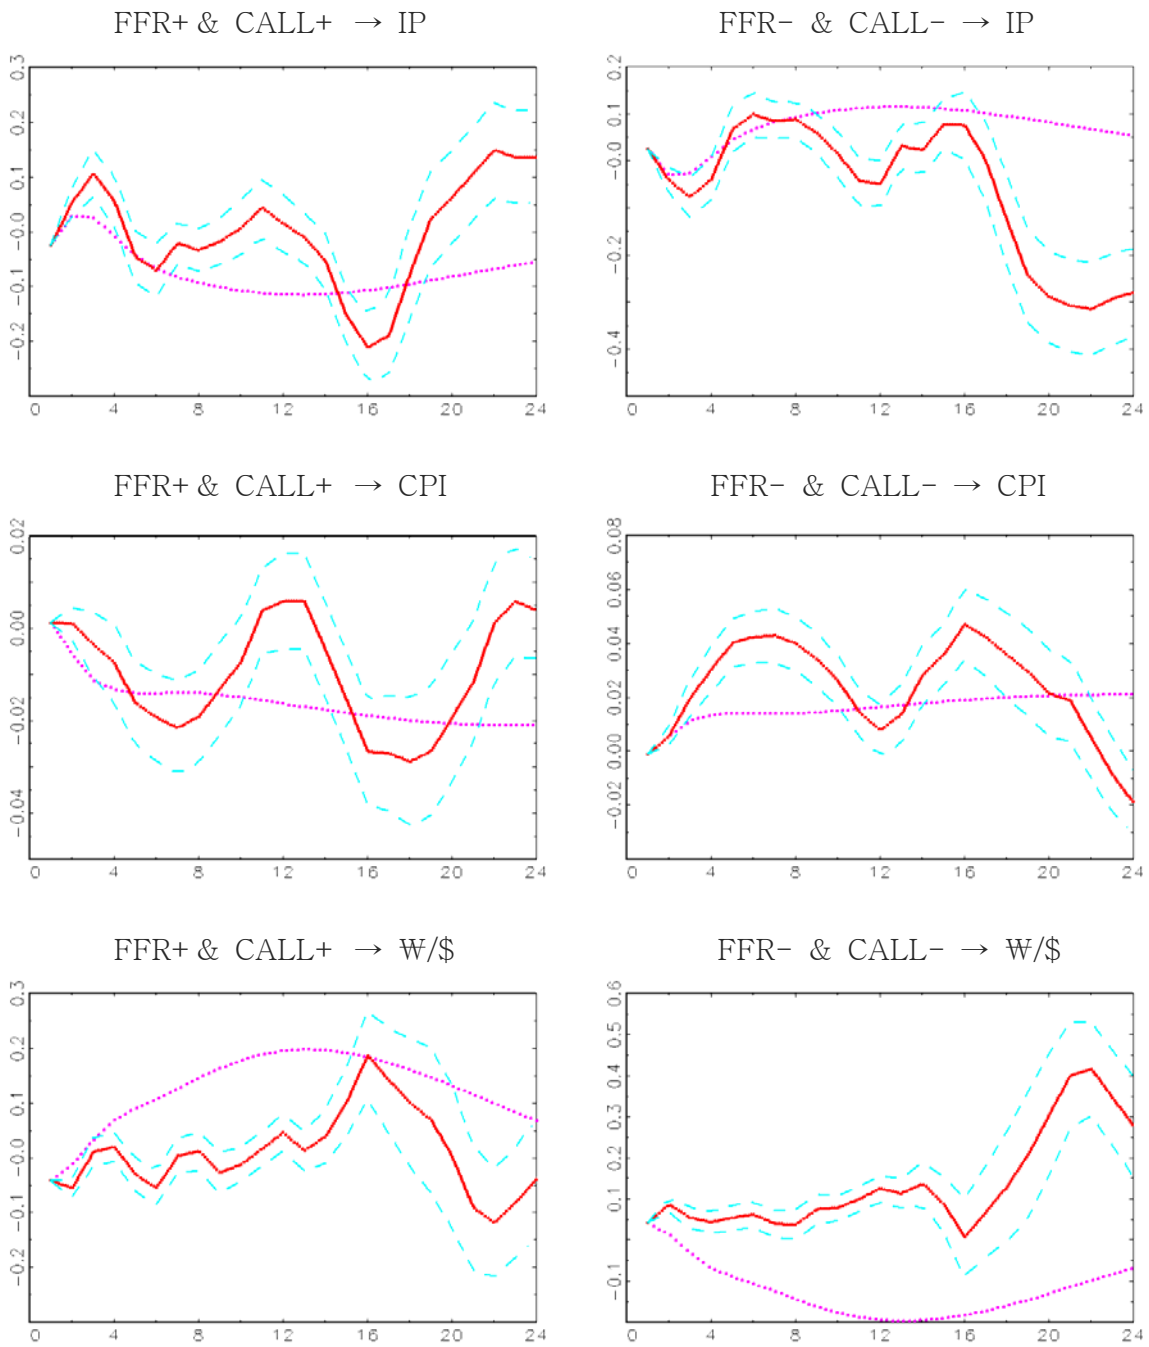 FFR+ & CALL+ → IP
0.3
0.2
0.1
-0.0
-0.1
-0.2
0 4 8 12 16 20 24
FFR- & CALL- → IP
0.2
0.1
-0.0
-0.2
-0.4
0 4 8 12 16 20 24
FFR+ & CALL+ → CPI
0.02
0.00
-0.02
-0.04
0 4 8 12 16 20 24
FFR- & CALL- → CPI
0.08
0.06
0.04
0.02
0.00
-0.02
0 4 8 12 16 20 24
FFR+ & CALL+ → ₩/$
0.3
0.2
0.1
-0.0
-0.1
-0.2
0 4 8 12 16 20 24
FFR- & CALL- → ₩/$
0.6
0.5
0.4
0.3
0.2
0.1
-0.1
0 4 8 12 16 20 24